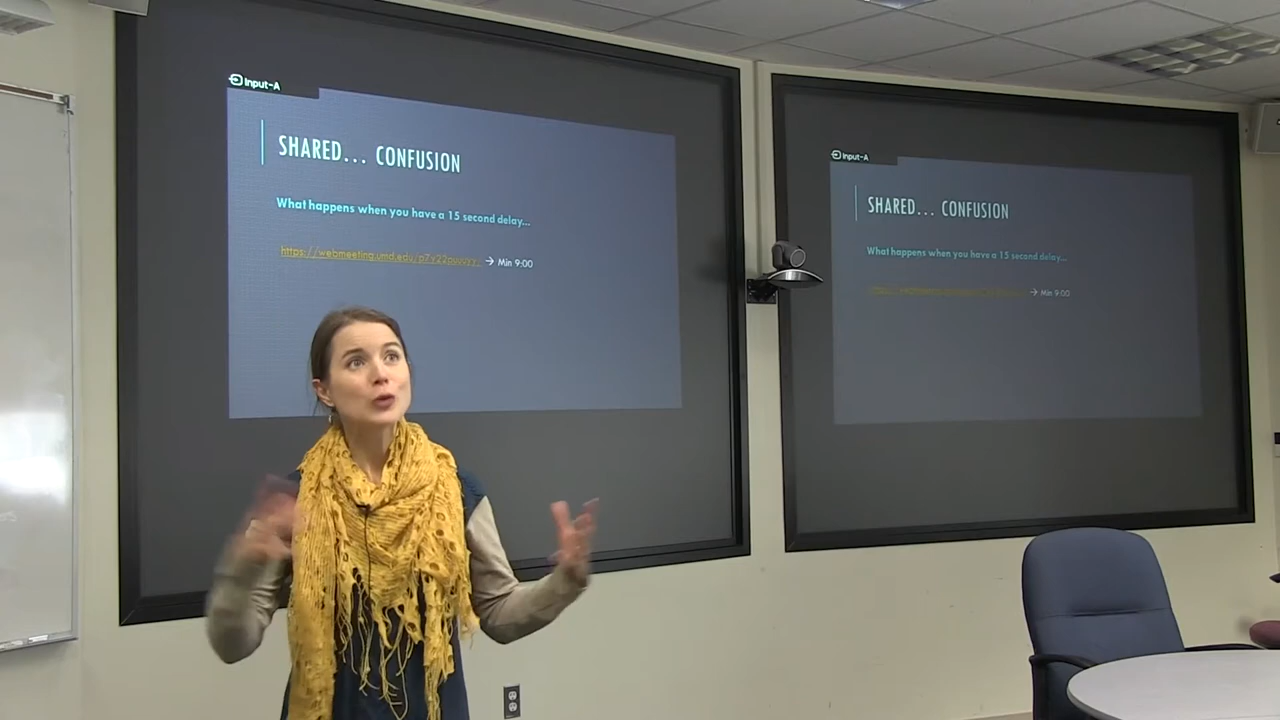 Input-A
SHARED... CONFUSION
What happens when you have a 15 second delay...
→ Min 9:00
Input-A
SHARED... CONFUSION
What happens when you have a 15 second delay...
→ Min 9:00